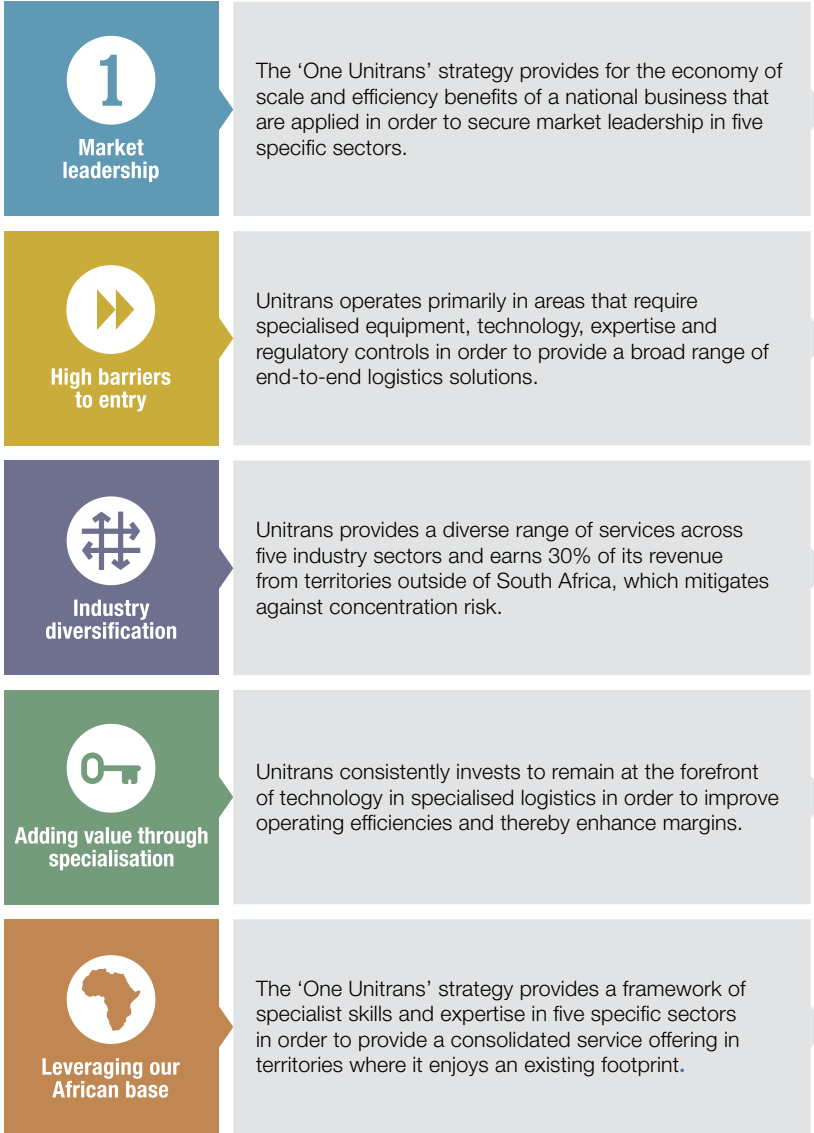 1
Market
leadership
The ‘One Unitrans’ strategy provides for the economy of
scale and efficiency benefits of a national business that
are applied in order to secure market leadership in five
specific sectors.
High barriers
to entry
Unitrans operates primarily in areas that require
specialised equipment, technology, expertise and
regulatory controls in order to provide a broad range of
end-to-end logistics solutions.
Industry
diversification
Unitrans provides a diverse range of services across
five industry sectors and earns 30% of its revenue
from territories outside of South Africa, which mitigates
against concentration risk.
Adding value through
specialisation
Unitrans consistently invests to remain at the forefront
of technology in specialised logistics in order to improve
operating efficiencies and thereby enhance margins.
Leveraging our
African base
The ‘One Unitrans’ strategy provides a framework of
specialist skills and expertise in five specific sectors
in order to provide a consolidated service offering in
territories where it enjoys an existing footprint.